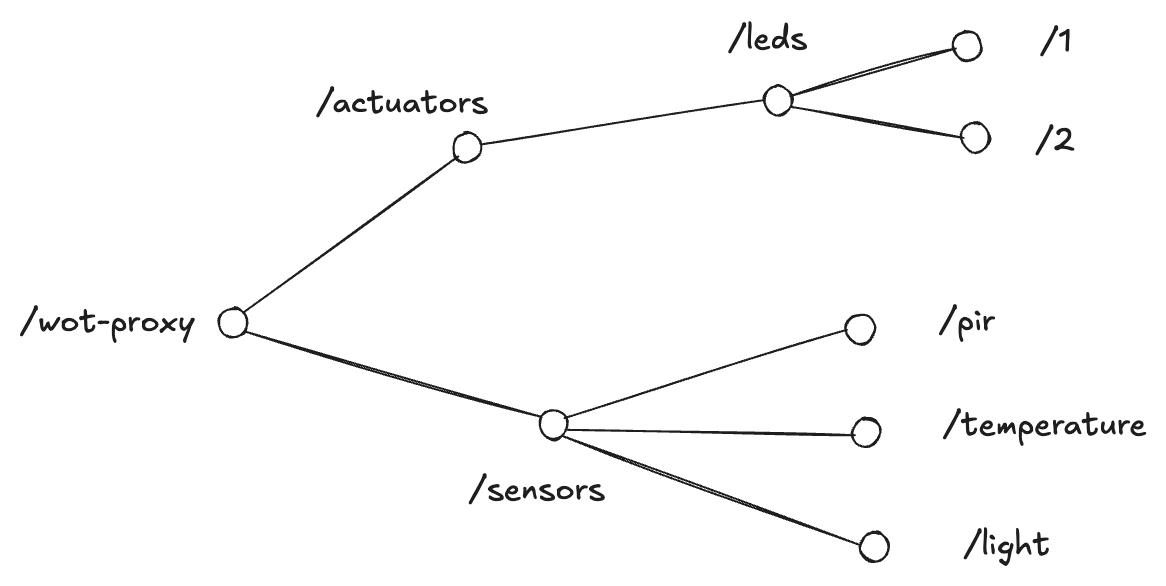 /leds
/1
/actuators
/2
/wot-proxy
/pir
/temperature
/sensors
/light